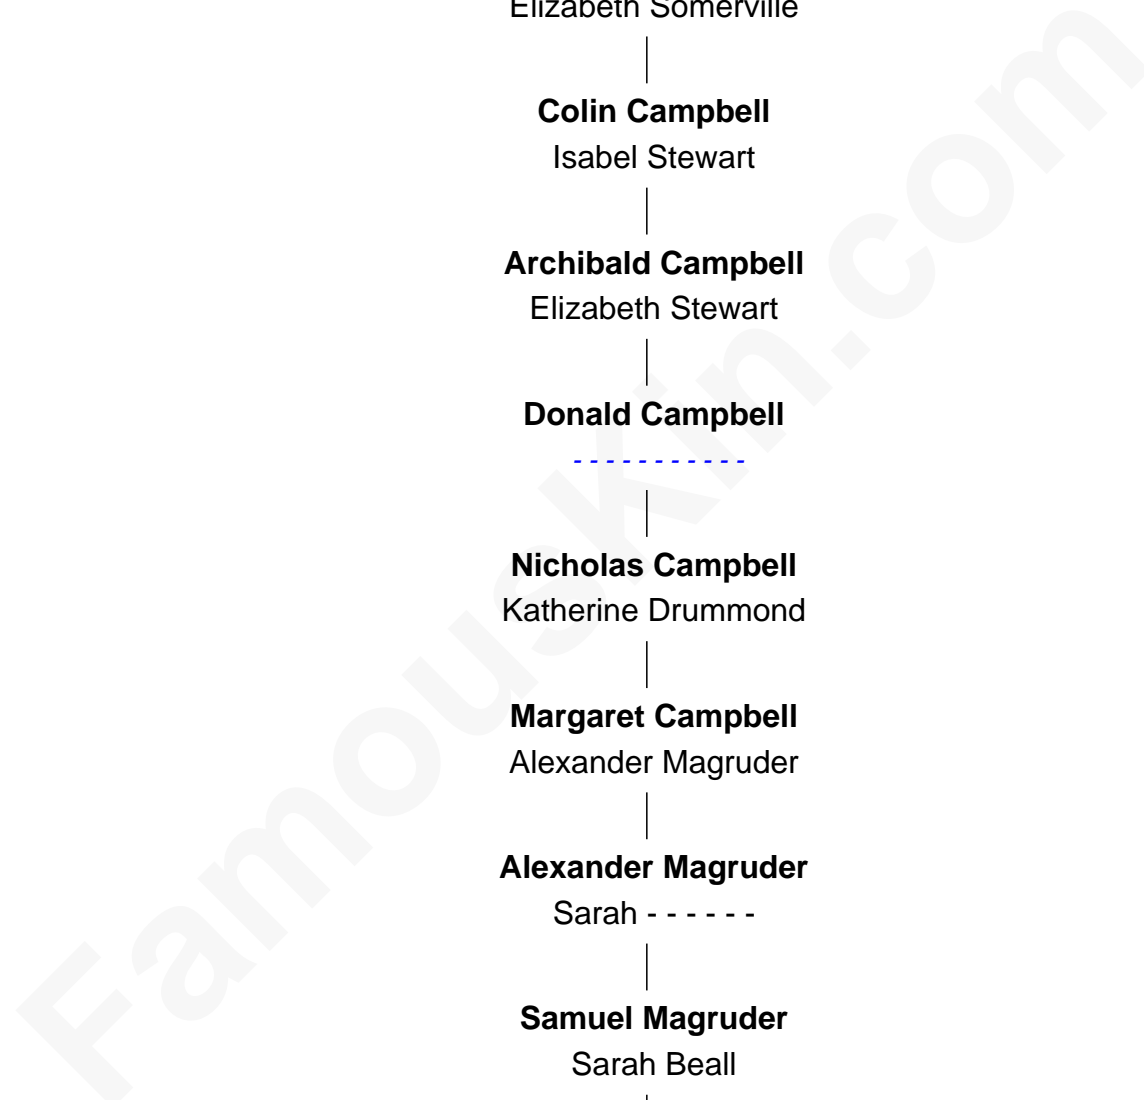 Elizabeth Somerville
Colin Campbell
Isabel Stewart
Archibald Campbell
Elizabeth Stewart
Donald Campbell
- - - - - - - - - - -
Nicholas Campbell
Katherine Drummond
Margaret Campbell
Alexander Magruder
Alexander Magruder
Sarah - - - - - -
Samuel Magruder
Sarah Beall
FamousKin.com